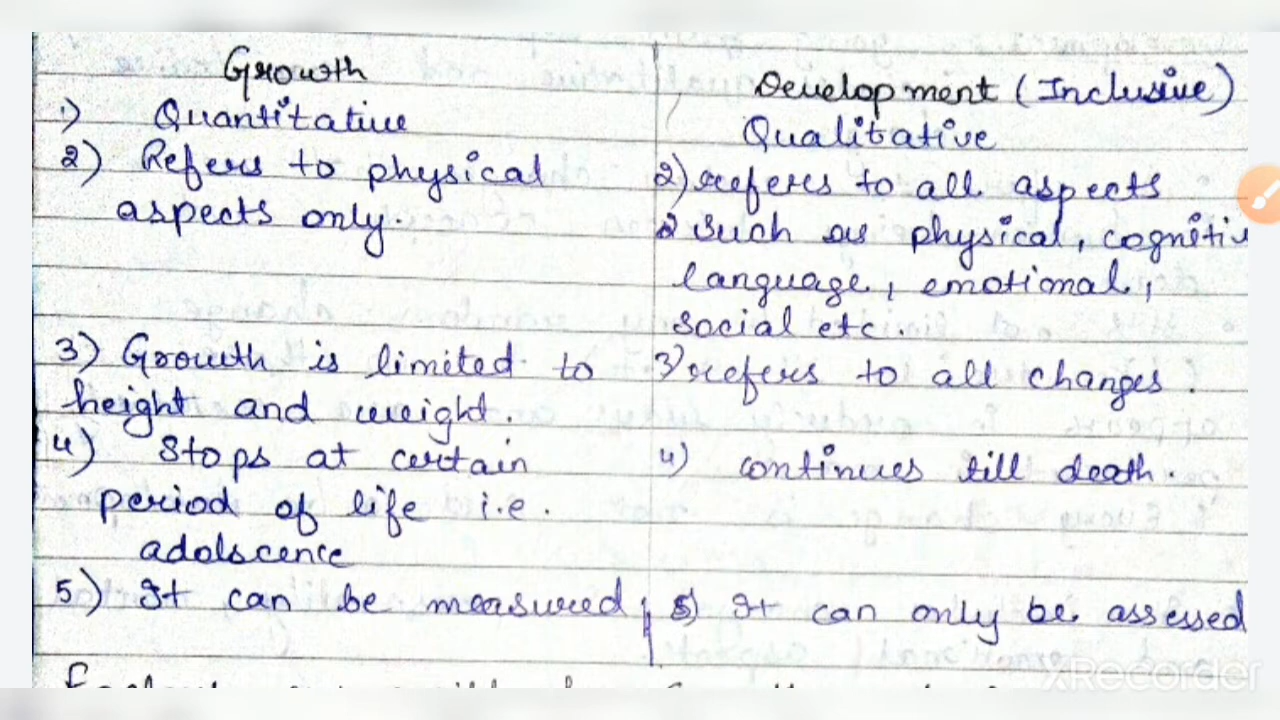 Growth
1) Quantitative
2) Refers to physical
aspects only.
3) Growth is limited to
height and weight.
4) Stops at certain
period of life i.e.
adolscence
5) It can be measured
Development (Inclusive)
Qualitative
2) refers to all aspects
such as physical, cognitiv
language, emotional,
social etc.
3) refers to all changes.
4) continues till death.
5) It can only be assessed
XRecorder